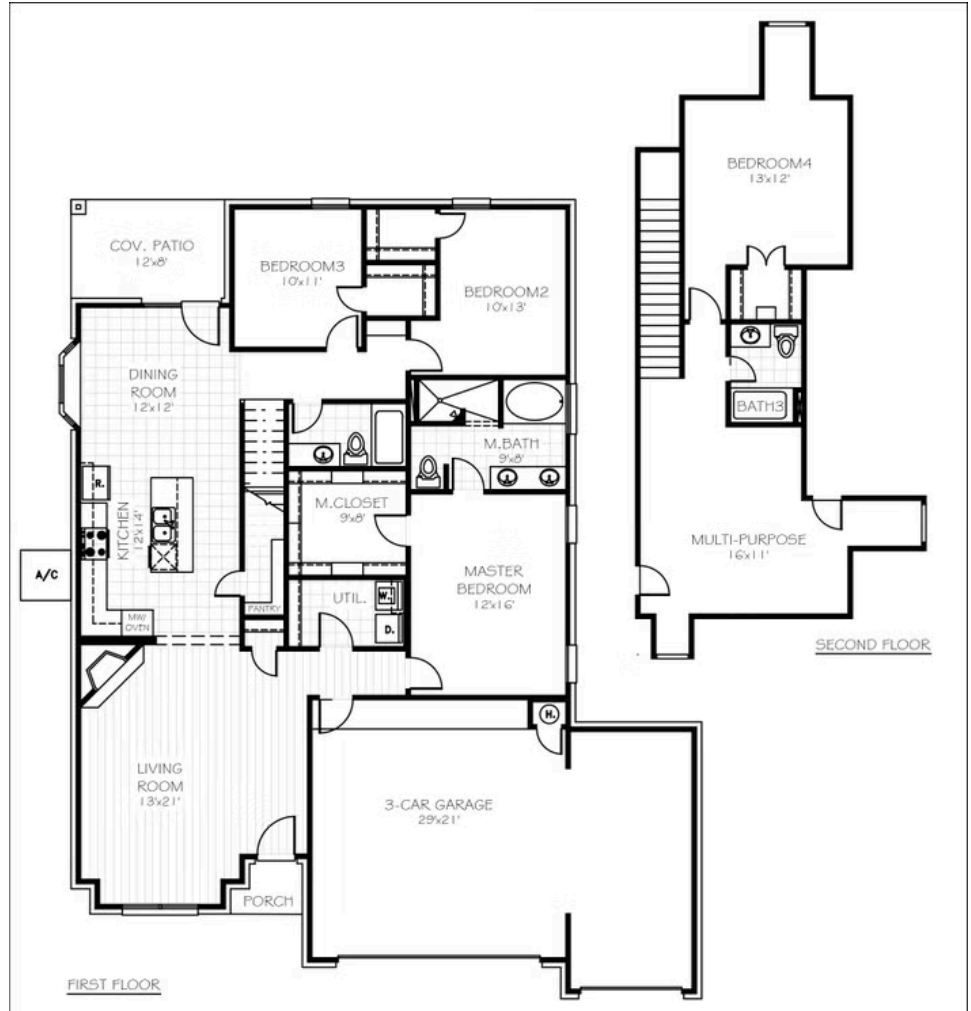 BEDROOM4
13'x12'
COV. PATIO
12'x8'
BEDROOM3
10'x11'
BEDROOM2
10'x13'
DINING
ROOM
12'x12'
BATH3
M.BATH
9'x8'
R.
M.CLOSET
9'x8'
KITCHEN
12'x14'
MULTI-PURPOSE
16'x11'
A/C
MASTER
BEDROOM
12'x16'
UTIL.
W.
D.
PANTRY
MW/
OVEN
SECOND FLOOR
H.
LIVING
ROOM
13'x21'
3-CAR GARAGE
29'x21'
PORCH
FIRST FLOOR